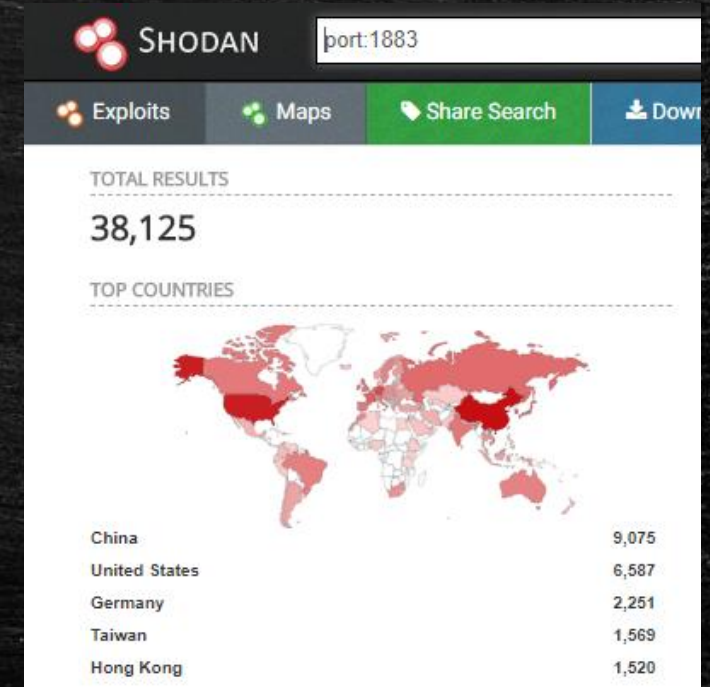 SHODAN
port:1883
Exploits
Maps
Share Search
TOTAL RESULTS
38,125
TOP COUNTRIES
China 9,075
United States 6,587
Germany 2,251
Taiwan 1,569
Hong Kong 1,520